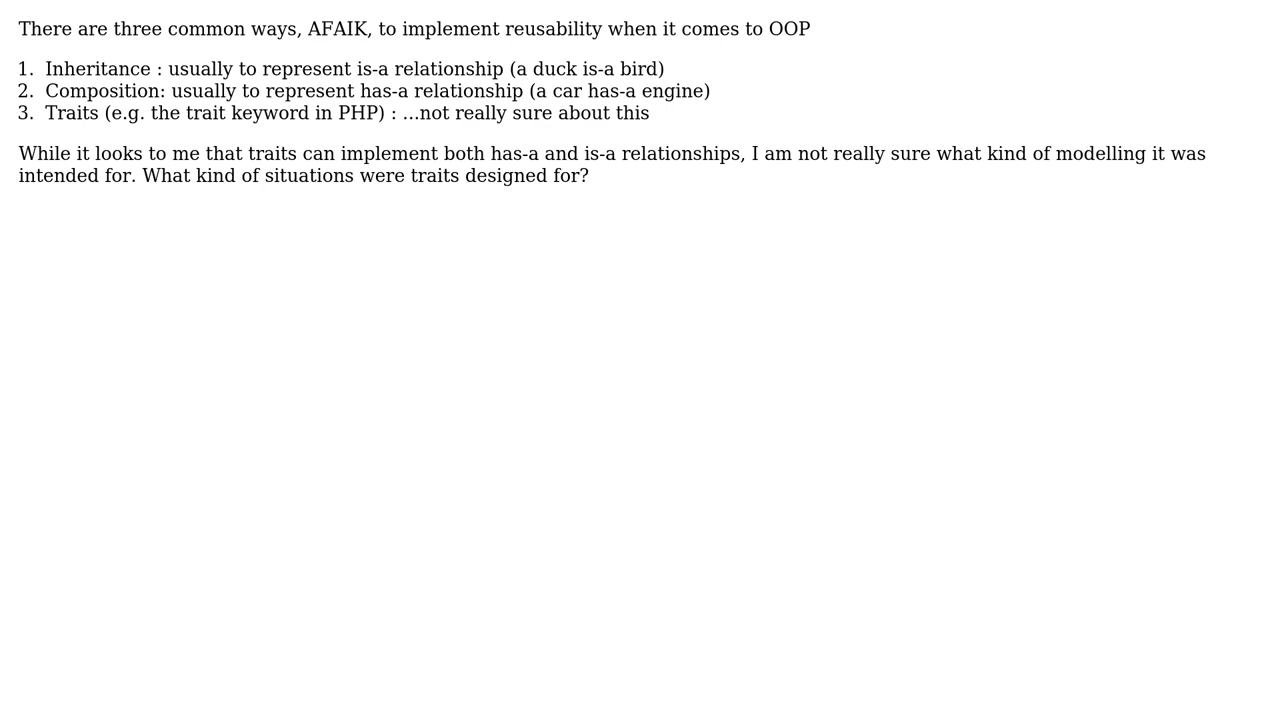 There are three common ways, AFAIK, to implement reusability when it comes to OOP
1. Inheritance : usually to represent is-a relationship (a duck is-a bird)
2. Composition: usually to represent has-a relationship (a car has-a engine)
3. Traits (e.g. the trait keyword in PHP) : ...not really sure about this
While it looks to me that traits can implement both has-a and is-a relationships, I am not really sure what kind of modelling it was
intended for. What kind of situations were traits designed for?